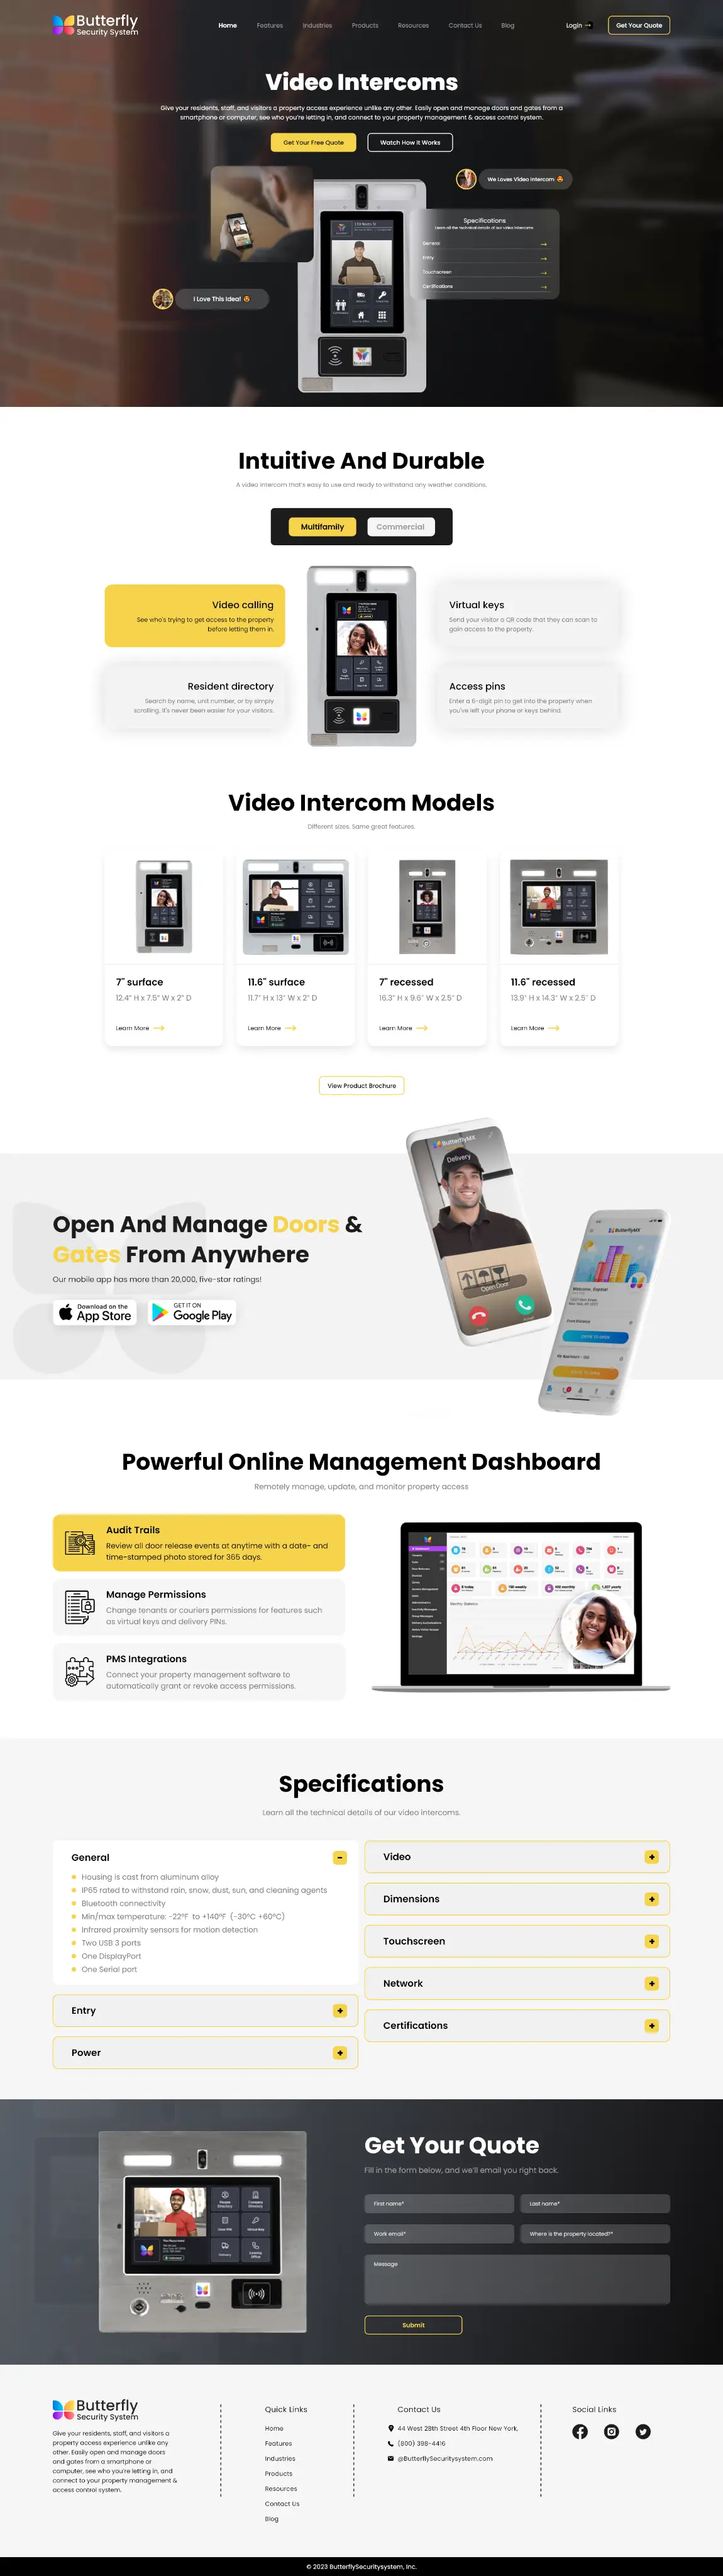 Butterfly
Security System
Home
Features
Industries
Products
Resources
Contact Us
Blog
Login
Get Your Quote
Video Intercoms
Give your residents, staff, and visitors a property access experience unlike any other. Easily open and manage doors and gates from a
smartphone or computer, see who you're letting in, and connect to your property management & access control system.
Get Your Free Quote
Watch How It Works
We Loves Video Intercom
Specifications
Learn all the technical details of our video intercoms
General
Entry
Touchscreen
Certifications
I Love This Idea!
Intuitive And Durable
A video intercom that's easy to use and ready to withstand any weather conditions.
Multifamily
Commercial
Video calling
See who's trying to get access to the property
before letting them in.
Virtual keys
Send your visitor a QR code that they can scan to
gain access to the property.
Resident directory
Search by name, unit number, or by simply
scrolling. It's never been easier for your visitors.
Access pins
Enter a 6-digit pin to get into the property when
you've left your phone or keys behind.
Video Intercom Models
Different sizes. Same great features.
7" surface
12.4" H x 7.5" W x 2" D
Learn More
11.6" surface
11.7" H x 13" W x 2" D
Learn More
7" recessed
16.3" H x 9.6" W x 2.5" D
Learn More
11.6" recessed
13.9" H x 14.3" W x 2.5" D
Learn More
View Product Brochure
ButterflyMX
Delivery
Open Door
Open And Manage Doors &
Gates From Anywhere
Our mobile app has more than 20,000, five-star ratings!
Download on the
App Store
GET IT ON
Google Play
ButterflyMX
Powerful Online Management Dashboard
Remotely manage, update, and monitor property access
Audit Trails
Review all door release events at anytime with a date- and
time-stamped photo stored for 365 days.
Manage Permissions
Change tenants or couriers permissions for features such
as virtual keys and delivery PINs.
PMS Integrations
Connect your property management software to
automatically grant or revoke access permissions.
Specifications
Learn all the technical details of our video intercoms.
General
Housing is cast from aluminum alloy
IP65 rated to withstand rain, snow, dust, sun, and cleaning agents
Bluetooth connectivity
Min/max temperature: -22°F to +140°F (-30°C +60°C)
Infrared proximity sensors for motion detection
Two USB 3 ports
One DisplayPort
One Serial port
Entry
Power
Video
Dimensions
Touchscreen
Network
Certifications
Get Your Quote
Fill in the form below, and we'll email you right back.
First name*
Last name*
Work email*
Where is the property located?*
Message
Submit
Butterfly
Security System
Give your residents, staff, and visitors a
property access experience unlike any
other. Easily open and manage doors
and gates from a smartphone or
computer, see who you're letting in, and
connect to your property management &
access control system.
Quick Links
Home
Features
Industries
Products
Resources
Contact Us
Blog
Contact Us
44 West 28th Street 4th Floor New York,
(800) 398-4416
@ButterflySecuritysystem.com
Social Links
© 2023 ButterflySecuritysystem, Inc.